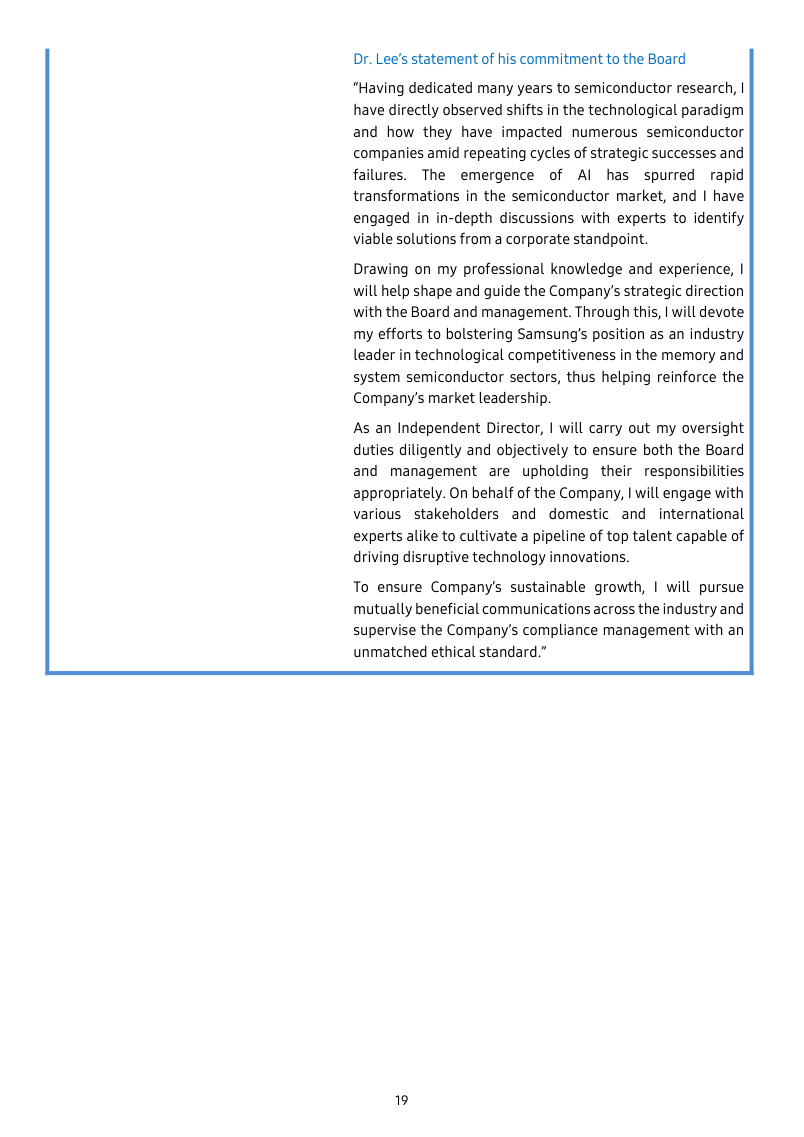 Dr. Lee’s statement of his commitment to the Board
“Having dedicated many years to semiconductor research, I
have directly observed shifts in the technological paradigm
and how they have impacted numerous semiconductor
companies amid repeating cycles of strategic successes and
failures. The emergence of AI has spurred rapid
transformations in the semiconductor market, and I have
engaged in in-depth discussions with experts to identify
viable solutions from a corporate standpoint.
Drawing on my professional knowledge and experience, I
will help shape and guide the Company’s strategic direction
with the Board and management. Through this, I will devote
my efforts to bolstering Samsung’s position as an industry
leader in technological competitiveness in the memory and
system semiconductor sectors, thus helping reinforce the
Company’s market leadership.
As an Independent Director, I will carry out my oversight
duties diligently and objectively to ensure both the Board
and management are upholding their responsibilities
appropriately. On behalf of the Company, I will engage with
various stakeholders and domestic and international
experts alike to cultivate a pipeline of top talent capable of
driving disruptive technology innovations.
To ensure Company’s sustainable growth, I will pursue
mutually beneficial communications across the industry and
supervise the Company’s compliance management with an
unmatched ethical standard.”
19